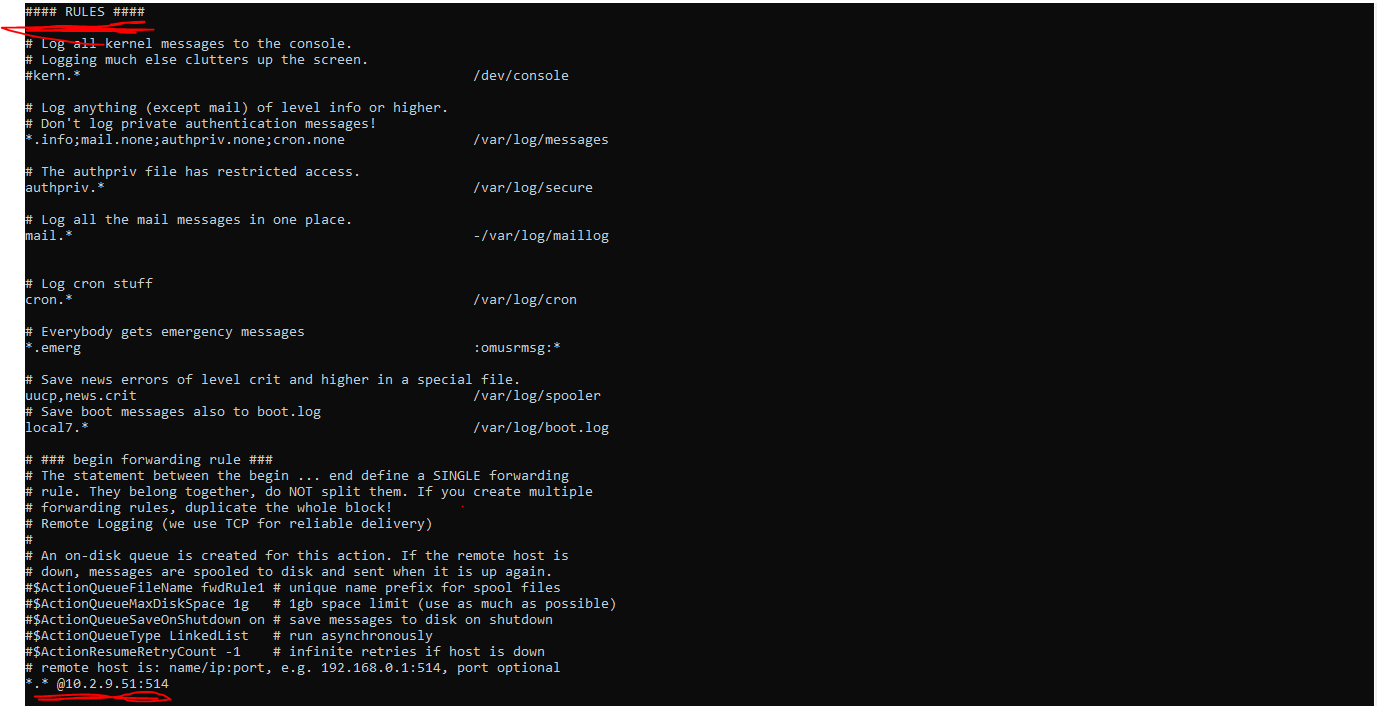 #### RULES ####
# Log all kernel messages to the console.
# Logging much else clutters up the screen.
#kern.* /dev/console
# Log anything (except mail) of level info or higher.
# Don't log private authentication messages!
*.info;mail.none;authpriv.none;cron.none /var/log/messages
# The authpriv file has restricted access.
authpriv.* /var/log/secure
# Log all the mail messages in one place.
mail.* -/var/log/maillog
# Log cron stuff
cron.* /var/log/cron
# Everybody gets emergency messages
*.emerg :omusrmsg:*
# Save news errors of level crit and higher in a special file.
uucp,news.crit /var/log/spooler
# Save boot messages also to boot.log
local7.* /var/log/boot.log
# ### begin forwarding rule ###
# The statement between the begin ... end define a SINGLE forwarding
# rule. They belong together, do NOT split them. If you create multiple
# forwarding rules, duplicate the whole block!
# Remote Logging (we use TCP for reliable delivery)
#
# An on-disk queue is created for this action. If the remote host is
# down, messages are spooled to disk and sent when it is up again.
#$ActionQueueFileName fwdRule1 # unique name prefix for spool files
#$ActionQueueMaxDiskSpace 1g # 1gb space limit (use as much as possible)
#$ActionQueueSaveOnShutdown on # save messages to disk on shutdown
#$ActionQueueType LinkedList # run asynchronously
#$ActionResumeRetryCount -1 # infinite retries if host is down
# remote host is: name/ip:port, e.g. 192.168.0.1:514, port optional
*.* @10.2.9.51:514